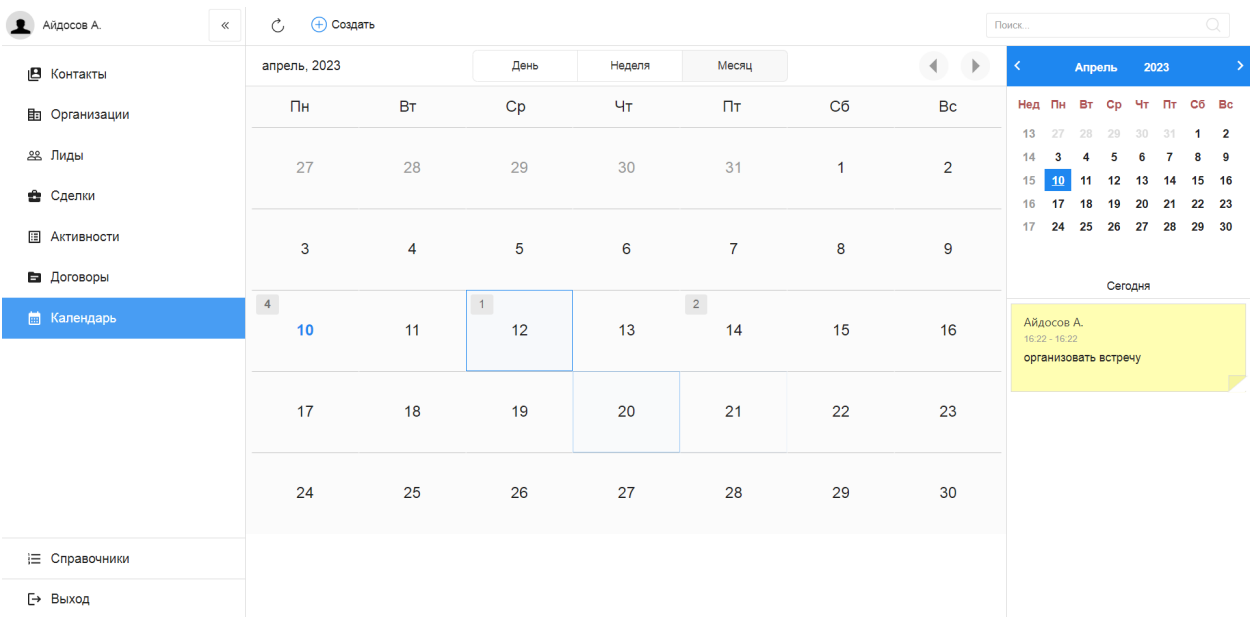 Айдосов А. «
Контакты
Организации
Лиды
Сделки
Активности
Договоры
Календарь
Справочники
Выход
Создать
Поиск...
апрель, 2023 День Неделя Месяц
Пн Вт Ср Чт Пт Сб Вс
27 28 29 30 31 1 2
3 4 5 6 7 8 9
4 1 2
10 11 12 13 14 15 16
17 18 19 20 21 22 23
24 25 26 27 28 29 30
Апрель 2023
Нед Пн Вт Ср Чт Пт Сб Вс
13 27 28 29 30 31 1 2
14 3 4 5 6 7 8 9
15 10 11 12 13 14 15 16
16 17 18 19 20 21 22 23
17 24 25 26 27 28 29 30
Сегодня
Айдосов А.
16:22 - 16:22
организовать встречу